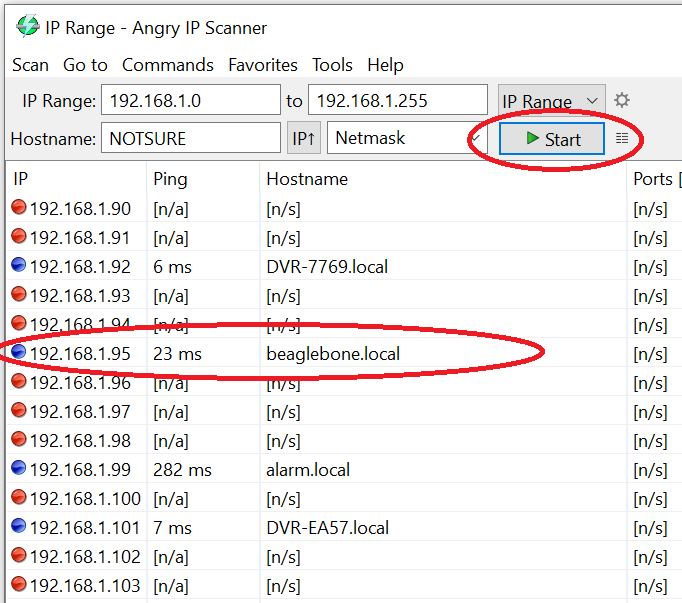 IP Range - Angry IP Scanner
Scan Go to Commands Favorites Tools Help
IP Range: 192.168.1.0 to 192.168.1.255 IP Range
Hostname: NOTSURE IP↑ Netmask Start
IP Ping Hostname Ports [
192.168.1.90 [n/a] [n/s] [n/s]
192.168.1.91 [n/a] [n/s] [n/s]
192.168.1.92 6 ms DVR-7769.local [n/s]
192.168.1.93 [n/a] [n/s] [n/s]
192.168.1.94 [n/a] [n/s] [n/s]
192.168.1.95 23 ms beaglebone.local [n/s]
192.168.1.96 [n/a] [n/s] [n/s]
192.168.1.97 [n/a] [n/s] [n/s]
192.168.1.98 [n/a] [n/s] [n/s]
192.168.1.99 282 ms alarm.local [n/s]
192.168.1.100 [n/a] [n/s] [n/s]
192.168.1.101 7 ms DVR-EA57.local [n/s]
192.168.1.102 [n/a] [n/s] [n/s]
192.168.1.103 [n/a] [n/s] [n/s]